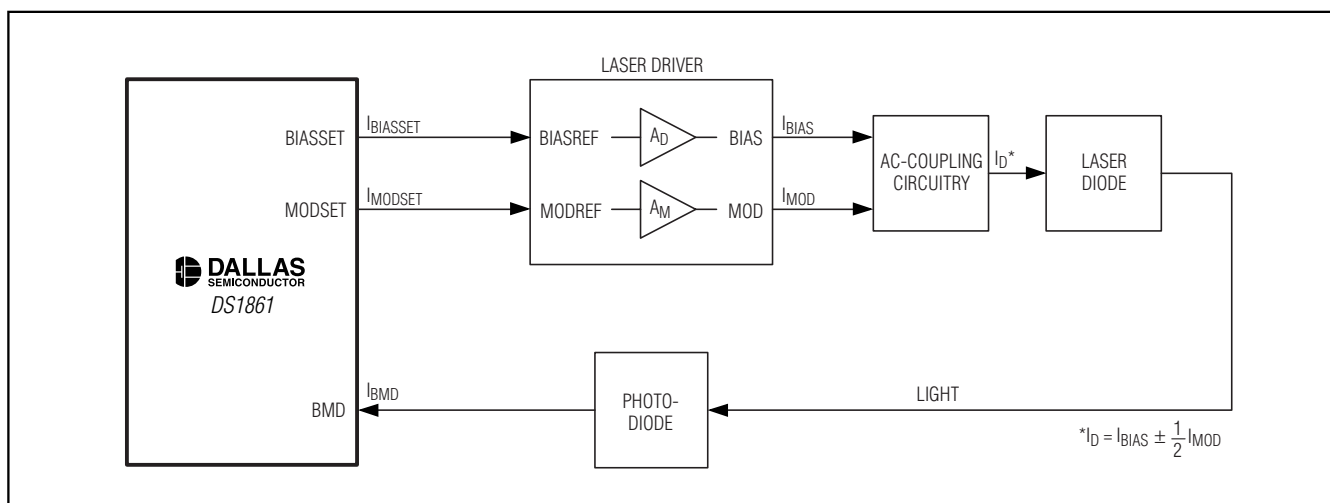 LASER DRIVER
BIASSET
IBIASSET
BIASREF
AD
BIAS
IBIAS
MODSET
IMODSET
MODREF
AM
MOD
IMOD
AC-COUPLING
CIRCUITRY
ID*
LASER
DIODE
DALLAS
SEMICONDUCTOR
DS1861
BMD
IBMD
PHOTO-
DIODE
LIGHT
*ID = IBIAS ± 1/2 IMOD